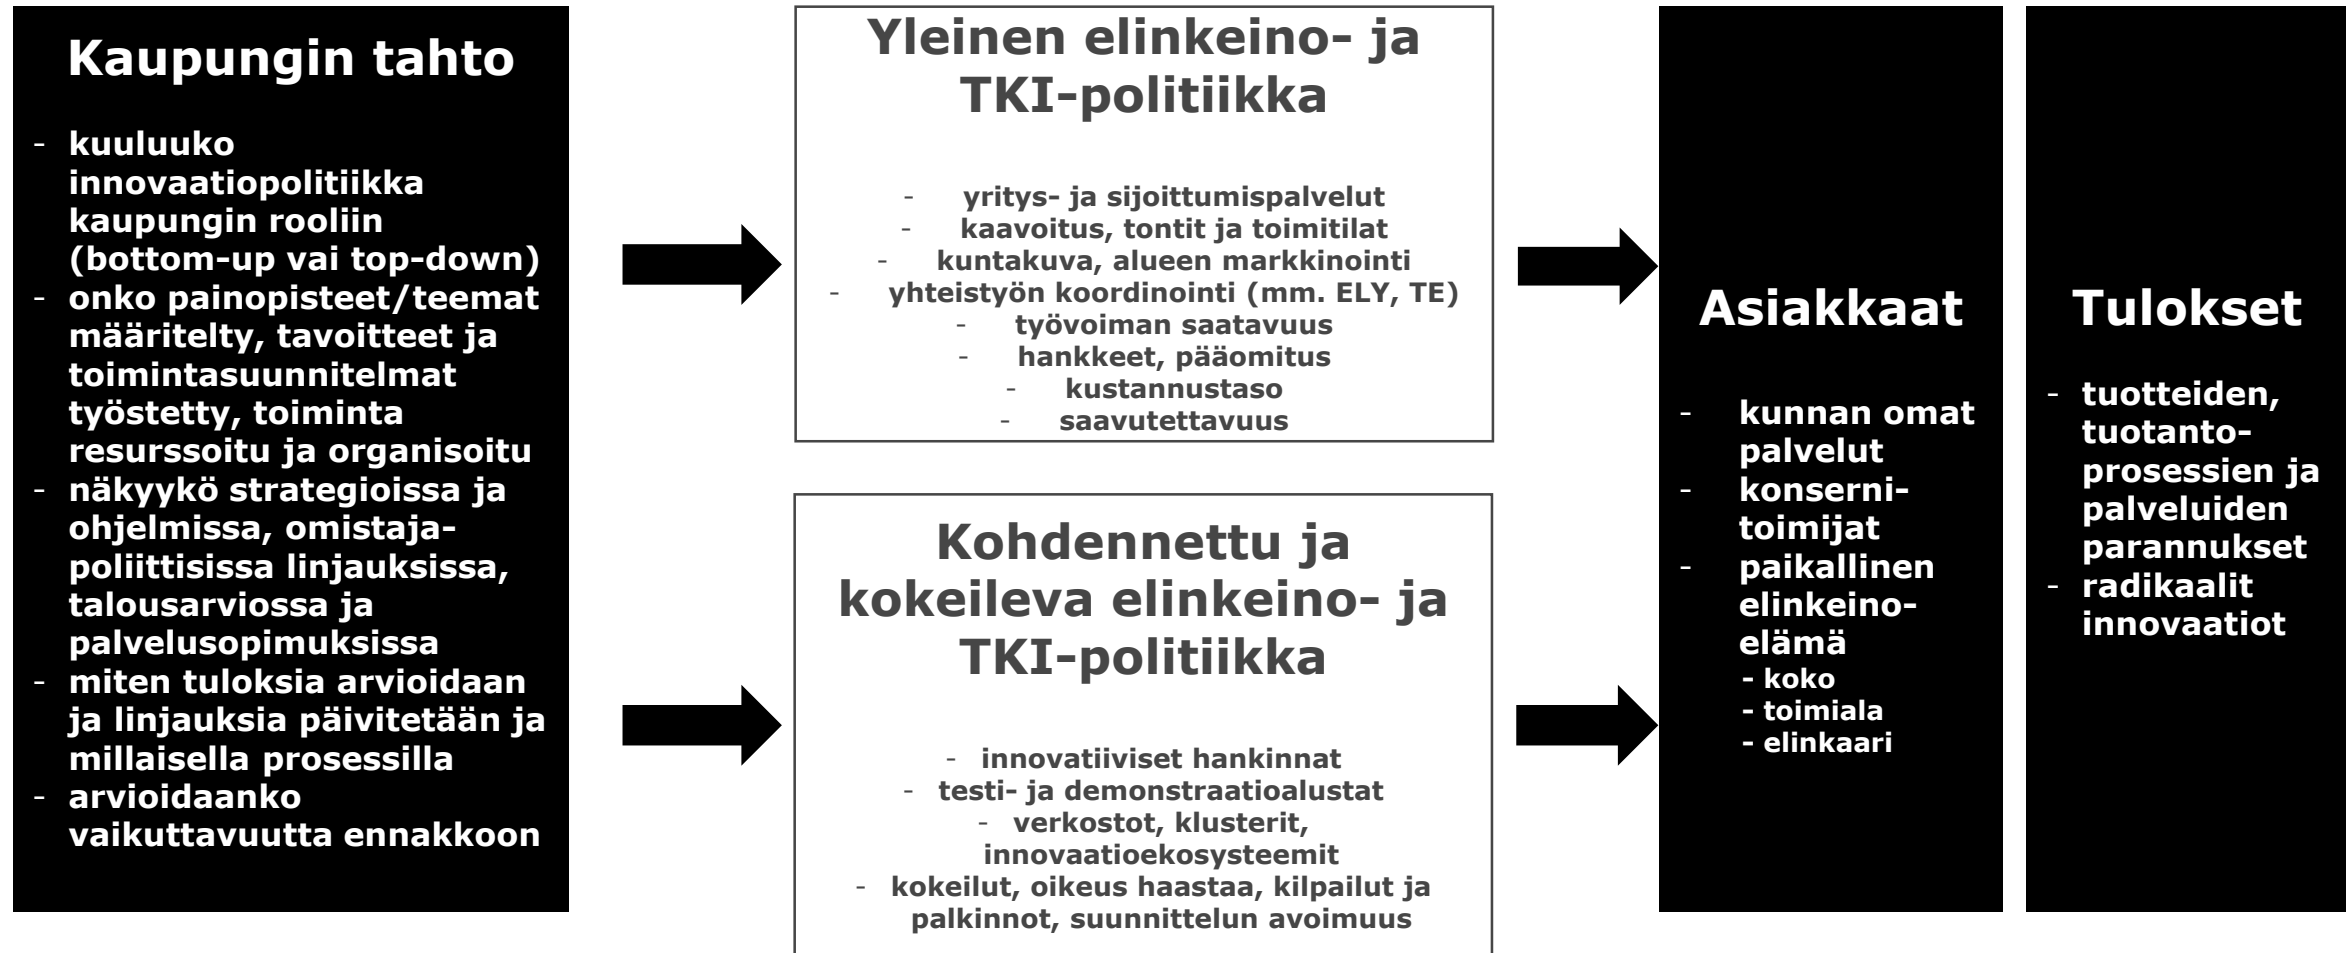 Kaupungin tahto
- kuuluuko
innovaatiopolitiikka
kaupungin rooliin
(bottom-up vai top-down)
- onko painopisteet/teemat
määritelty, tavoitteet ja
toimintasuunnitelmat
työstetty, toiminta
resurssoitu ja organisoitu
- näkyykö strategioissa ja
ohjelmissa, omistaja-
poliittisissa linjauksissa,
talousarviossa ja
palvelusopimuksissa
- miten tuloksia arvioidaan
ja linjauksia päivitetään ja
millaisella prosessilla
- arvioidaanko
vaikuttavuutta ennakkoon
Yleinen elinkeino- ja
TKI-politiikka
- yritys- ja sijoittumispalvelut
- kaavoitus, tontit ja toimitilat
- kuntakuva, alueen markkinointi
- yhteistyön koordinointi (mm. ELY, TE)
- työvoiman saatavuus
- hankkeet, pääomitus
- kustannustaso
- saavutettavuus
Kohdennettu ja
kokeileva elinkeino- ja
TKI-politiikka
- innovatiiviset hankinnat
- testi- ja demonstraatioalustat
- verkostot, klusterit,
innovaatioekosysteemit
- kokeilut, oikeus haastaa, kilpailut ja
palkinnot, suunnittelun avoimuus
Asiakkaat
- kunnan omat
palvelut
- konserni-
toimijat
- paikallinen
elinkeino-
elämä
- koko
- toimiala
- elinkaari
Tulokset
- tuotteiden,
tuotanto-
prosessien ja
palveluiden
parannukset
- radikaalit
innovaatiot